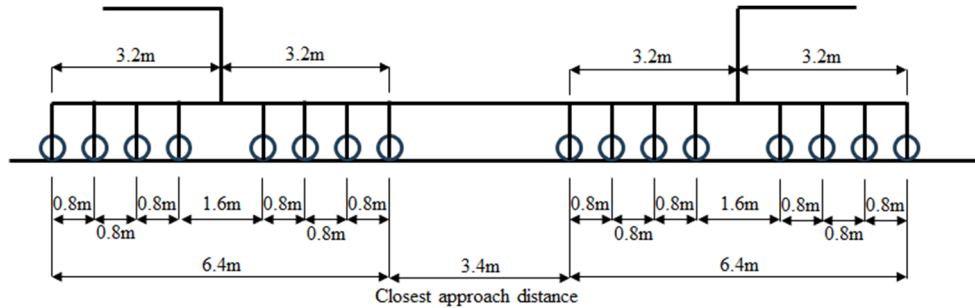 3.2m 3.2m 3.2m 3.2m
0.8m 0.8m 1.6m 0.8m 0.8m 0.8m 0.8m 1.6m 0.8m 0.8m
0.8m 0.8m 0.8m 0.8m
6.4m 3.4m 6.4m
Closest approach distance